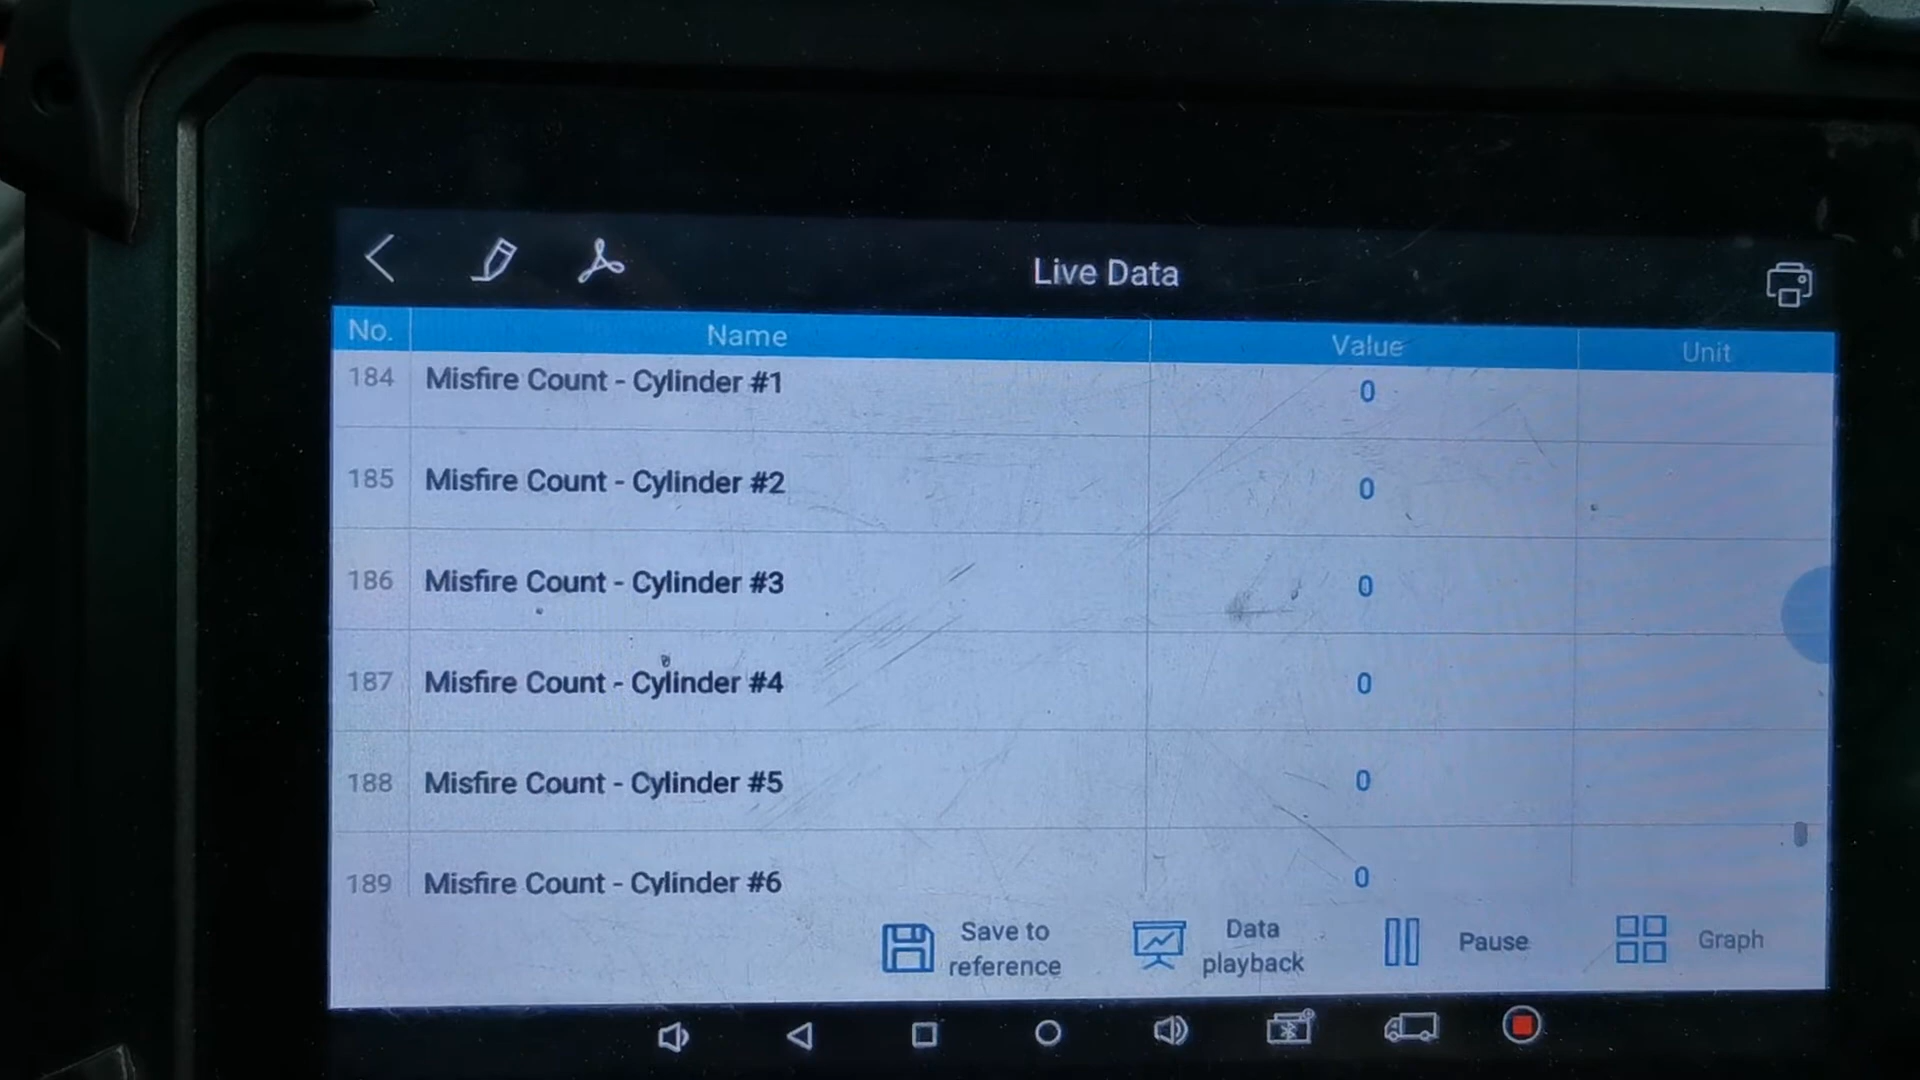 Live Data
No. Name Value Unit
184 Misfire Count - Cylinder #1 0
185 Misfire Count - Cylinder #2 0
186 Misfire Count - Cylinder #3 0
187 Misfire Count - Cylinder #4 0
188 Misfire Count - Cylinder #5 0
189 Misfire Count - Cylinder #6 0
Save to
reference
Data
playback
Pause
Graph